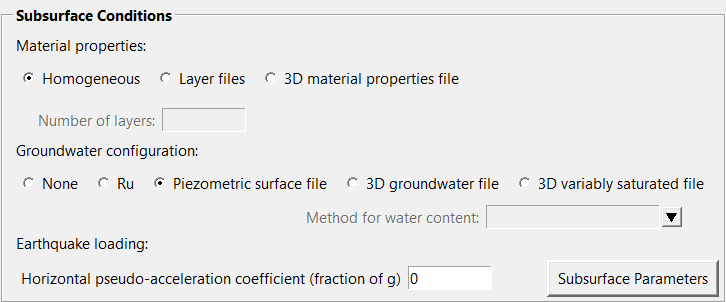 Subsurface Conditions
Material properties:
Homogeneous Layer files 3D material properties file
Number of layers:
Groundwater configuration:
None Ru Piezometric surface file 3D groundwater file 3D variably saturated file
Method for water content:
Earthquake loading:
Horizontal pseudo-acceleration coefficient (fraction of g) 0 Subsurface Parameters